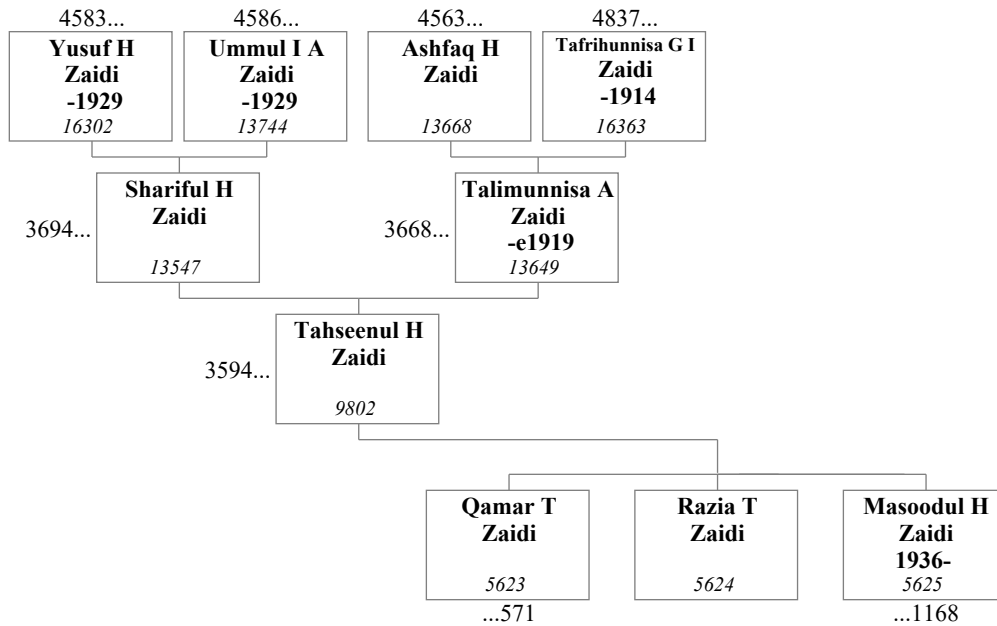 4583...
4586...
4563...
4837...
Yusuf H
Zaidi
-1929
16302
Ummul I A
Zaidi
-1929
13744
Ashfaq H
Zaidi
13668
Tafrihunnisa G I
Zaidi
-1914
16363
3694...
Shariful H
Zaidi
13547
3668...
Talimunnisa A
Zaidi
-e1919
13649
3594...
Tahseenul H
Zaidi
9802
Qamar T
Zaidi
5623
...571
Razia T
Zaidi
5624
Masoodul H
Zaidi
1936-
5625
...1168